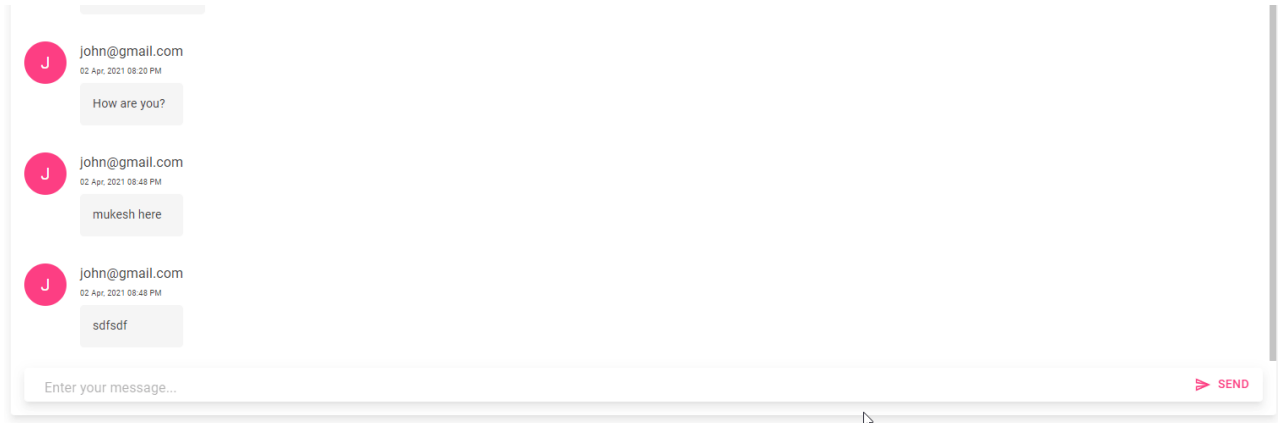 J
john@gmail.com
02 Apr, 2021 08:20 PM
How are you?
J
john@gmail.com
02 Apr, 2021 08:48 PM
mukesh here
J
john@gmail.com
02 Apr, 2021 08:48 PM
sdfsdf
Enter your message...
SEND